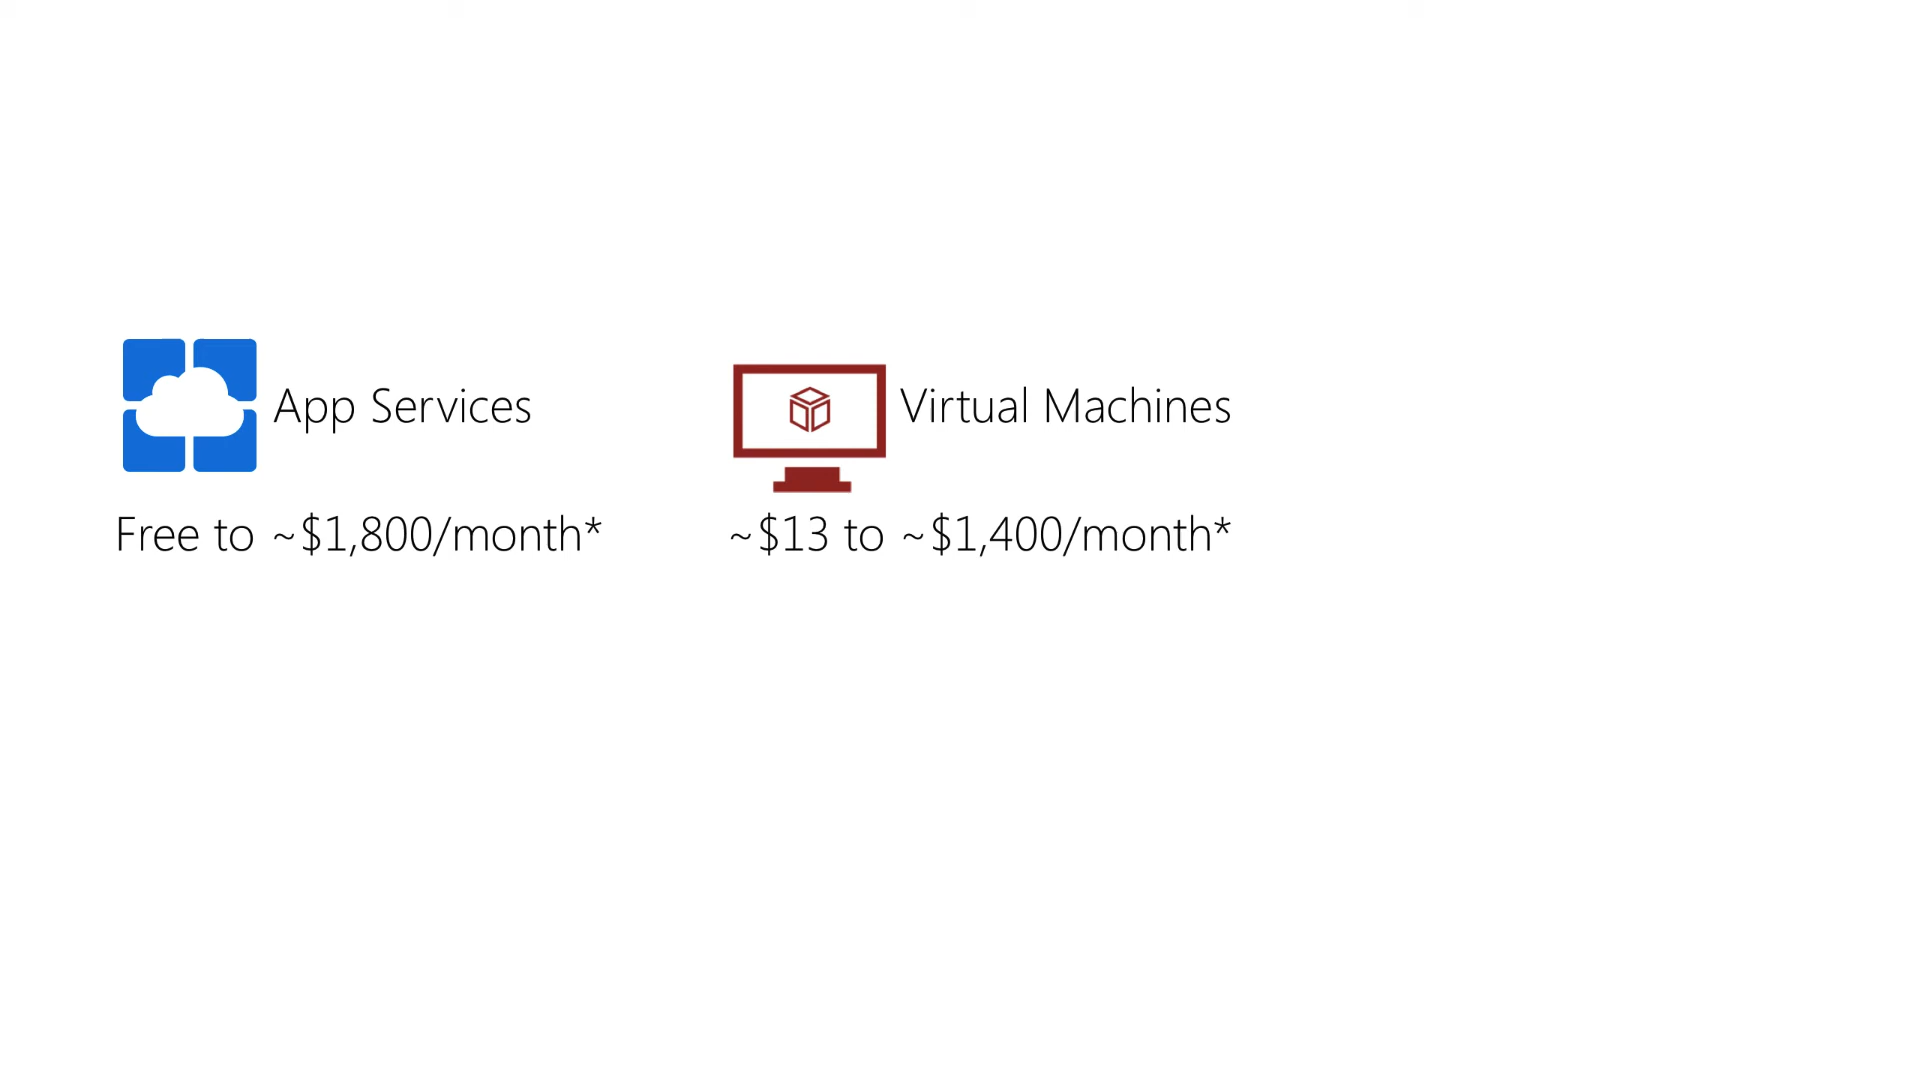 App Services
Free to ~$1,800/month*
Virtual Machines
~$13 to ~$1,400/month*